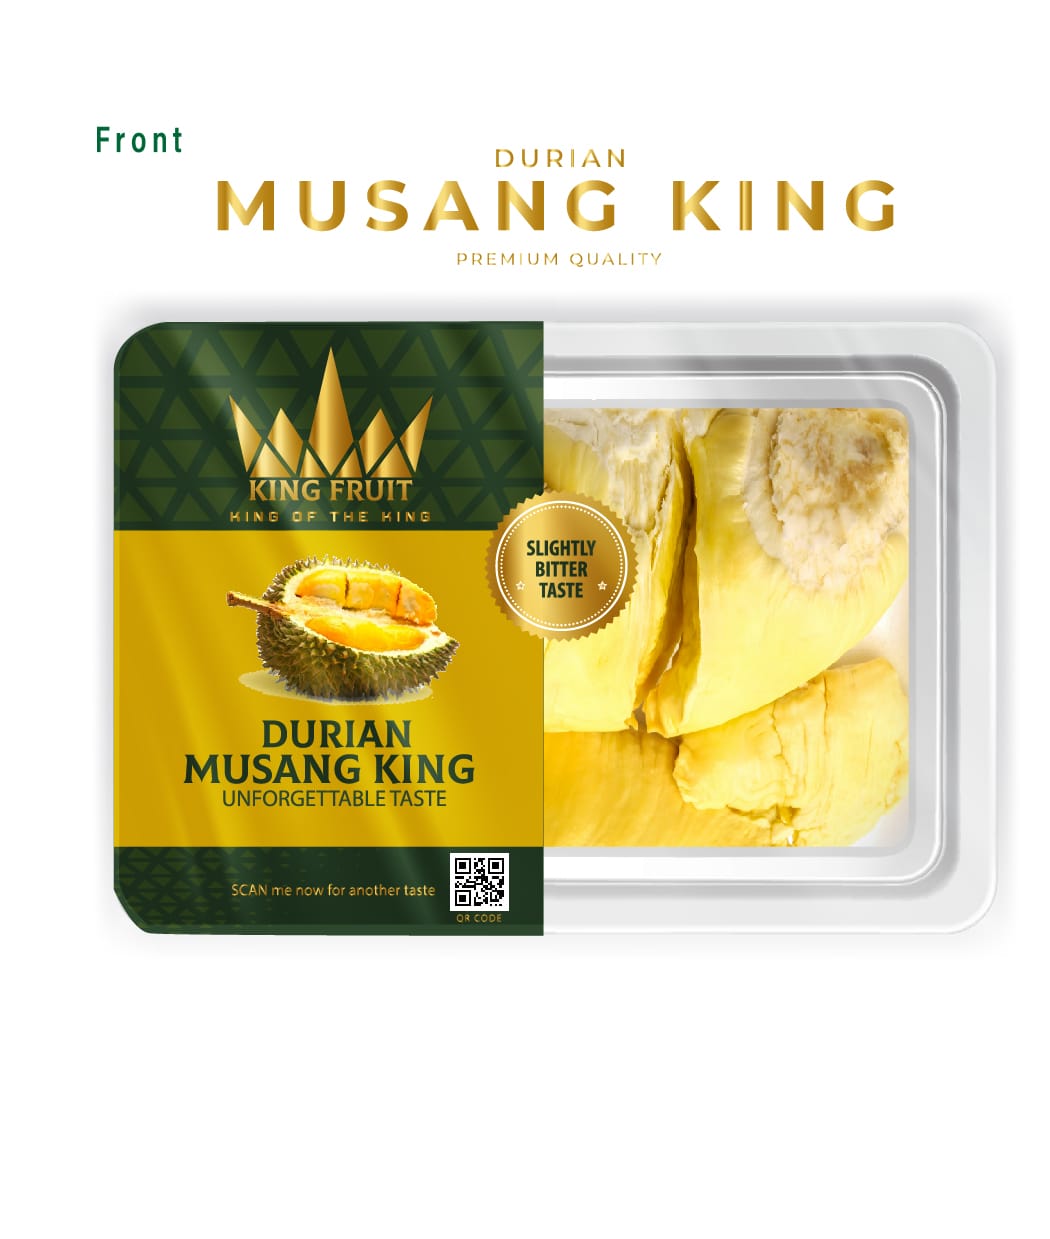 Front
DURIAN
MUSANG KING
PREMIUM QUALITY
KING FRUIT
KING OF THE KING
SLIGHTLY
BITTER
TASTE
DURIAN
MUSANG KING
UNFORGETTABLE TASTE
SCAN me now for another taste
QR CODE